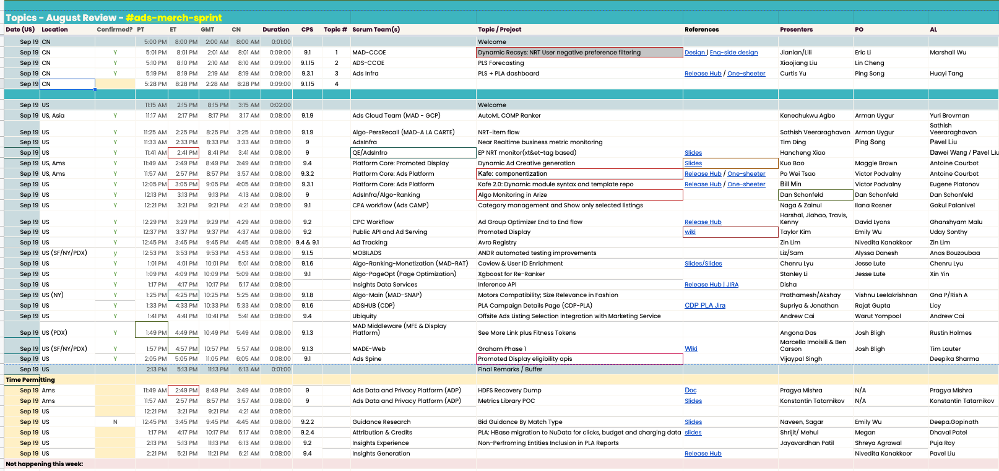 Topics - August Review - #ads-merch-sprint
Date (US) Location Confirmed? PT ET GMT CN Duration CPS Topic # Scrum Team(s) Topic / Project References Presenters PO AL
Sep 19 CN 5:00 PM 8:00 PM 2:00 AM 8:00 AM 0:01:00 Welcome
Sep 19 CN Y 5:01 PM 8:01 PM 2:01 AM 8:01 AM 0:09:00 9.1 1 MAD-CCOE Dynamic Recsys: NRT User negative preference filtering Design | Eng-side design Jianian/Lili Eric Li Marshall Wu
Sep 19 CN Y 5:10 PM 8:10 PM 2:10 AM 8:10 AM 0:09:00 9.1.15 2 ADS-CCOE PLS Forecasting Xiaojiang Liu Lin Cheng
Sep 19 CN Y 5:19 PM 8:19 PM 2:19 AM 8:19 AM 0:09:00 9.3.1 3 Ads Infra PLS + PLA dashboard Release Hub / One-sheeter Curtis Yu Ping Song Huayi Tang
Sep 19 CN 5:28 PM 8:28 PM 2:28 AM 8:28 PM 0:09:00 9.1.15 4
Sep 19 US 11:15 AM 2:15 PM 8:15 PM 3:15 AM 0:02:00 Welcome
Sep 19 US, Asia Y 11:17 AM 2:17 PM 8:17 PM 3:17 AM 0:08:00 9.1.9 Ads Cloud Team (MAD - GCP) AutoML COMP Ranker Kenechukwu Agbo Arman Uygur Yuri Brovman
Sep 19 US Y 11:25 AM 2:25 PM 8:25 PM 3:25 AM 0:08:00 9.1.9 Algo-PersRecall (MAD-A LA CARTE) NRT-item flow Sathish Veeraraghavan Arman Uygur Sathish Veeraraghavan
Sep 19 US Y 11:33 AM 2:33 PM 8:33 PM 3:33 AM 0:08:00 9 AdsInfra Near Realtime business metric monitoring Tim Ding Ping Song Pavel Liu
Sep 19 US Y 11:41 AM 2:41 PM 8:41 PM 3:41 AM 0:08:00 9 QE/AdsInfro EP NRT monitor(xt&et-tag based) Slides Hancheng Xiao Dawei Wang / Pavel Liu
Sep 19 US, Ams Y 11:49 AM 2:49 PM 8:49 PM 3:49 AM 0:08:00 9.4 Platform Core: Promoted Display Dynamic Ad Creative generation Slides Kuo Bao Maggie Brown Antoine Courbot
Sep 19 US, Ams Y 11:57 AM 2:57 PM 8:57 PM 3:57 AM 0:08:00 9.3.2 Platform Core: Ads Platform Kafe: componentization Release Hub / One-sheeter Po Wei Tsao Victor Podvalny Antoine Courbot
Sep 19 US Y 12:05 PM 3:05 PM 9:05 PM 4:05 AM 0:08:00 9.3.1 Platform Core: Ads Platform Kafe 2.0: Dynamic module syntax and template repo Release Hub / One-sheeter Bill Min Victor Podvalny Eugene Platonov
Sep 19 US Y 12:13 PM 3:13 PM 9:13 PM 4:13 AM 0:08:00 9 AdsInfra/Algo-Ranking Algo Monitoring in Arize Dan Schonfeld Dan Schonfeld Dan Schonfeld
Sep 19 US Y 12:21 PM 3:21 PM 9:21 PM 4:21 AM 0:08:00 9.1 CPA workflow (Ads CAMP) Category management and Show only selected listings Naga & Zainul Ilana Rosner Gokul Palanivel
Sep 19 US Y 12:29 PM 3:29 PM 9:29 PM 4:29 AM 0:08:00 9.2 CPC Workflow Ad Group Optimizer End to End flow Release Hub Harshal, Jiahao, Travis, Kenny David Lyons Ghanshyam Malu
Sep 19 US Y 12:37 PM 3:37 PM 9:37 PM 4:37 AM 0:08:00 9.2 Public API and Ad Serving Promoted Display wiki Taylor Kim Emily Wu Uday Sonthy
Sep 19 US Y 12:45 PM 3:45 PM 9:45 PM 4:45 AM 0:08:00 9.4 & 9.1 Ad Tracking Avro Registry Zin Lim Nivedita Kanakkoor Zin Lim
Sep 19 US (SF/NY/PDX) y 12:53 PM 3:53 PM 9:53 PM 4:53 AM 0:08:00 9.1.5 MOBILADS ANDR automated testing improvements Liz/Sam Alyssa Danesh Anas Bouzoubaa
Sep 19 US Y 1:01 PM 4:01 PM 10:01 PM 5:01 AM 0:08:00 9.1.6 Algo-Ranking-Monetization (MAD-RAT) Coview & User ID Enrichment Slides/Slides Chenru Lyu Jesse Lute Chenru Lyu
Sep 19 US Y 1:09 PM 4:09 PM 10:09 PM 5:09 AM 0:08:00 9.1 Algo-PageOpt (Page Optimization) Xgboost for Re-Ranker Stanley Li Jesse Lute Xin Yin
Sep 19 US Y 1:17 PM 4:17 PM 10:17 PM 5:17 AM 0:08:00 Insights Data Services Inference API Release Hub | JIRA Disha
Sep 19 US (NY) Y 1:25 PM 4:25 PM 10:25 PM 5:25 AM 0:08:00 9.1.8 Algo-Main (MAD-SNAP) Motors Compatibility; Size Relevance in Fashion Prathamesh/Akshay Vishnu Leelakrishnan Gna P/Rish A
Sep 19 US Y 1:33 PM 4:33 PM 10:33 PM 5:33 AM 0:08:00 9.1.6 ADSHUB (CDP) PLA Campaign Details Page (CDP-PLA) CDP PLA Jira Supriya & Jonathan Rajat Gupta Licy
Sep 19 US Y 1:41 PM 4:41 PM 10:41 PM 5:41 AM 0:08:00 9.4 Ubiquity Offsite Ads Listing Selection integration with Marketing Service Andrew Cai Warut Yompool Andrew Cai
Sep 19 US (PDX) Y 1:49 PM 4:49 PM 10:49 PM 5:49 AM 0:08:00 9.1.3 MAD Middleware (MFE & Display Platform) See More Link plus Fitness Tokens Angona Das Josh Bligh Rustin Holmes
Sep 19 US (SF/NY/PDX) Y 1:57 PM 4:57 PM 10:57 PM 5:57 AM 0:08:00 9.1.3 MADE-Web Graham Phase 1 Wiki Marcella Imoisili & Ben Carson Josh Bligh Tim Lauter
Sep 19 US Y 2:05 PM 5:05 PM 11:05 PM 6:05 AM 0:08:00 9.1 Ads Spine Promoted Display eligibility apis Vijaypal Singh Deepika Sharma
Sep 19 US 2:13 PM 5:13 PM 11:13 PM 6:13 AM 0:01:00 Final Remarks / Buffer
Time Permitting
Sep 19 Ams 11:49 AM 2:49 PM 8:49 PM 3:49 AM 0:08:00 9 Ads Data and Privacy Platform (ADP) HDFS Recovery Dump Doc Pragya Mishra N/A Pragya Mishra
Sep 19 Ams 11:57 AM 2:57 PM 8:57 PM 3:57 AM 0:08:00 9 Ads Data and Privacy Platform (ADP) Metrics Library POC Slides Konstantin Tatarnikov N/A Konstantin Tatarnikov
Sep 19 US 12:21 PM 3:21 PM 9:21 PM 4:21 AM 0:08:00
Sep 19 US N 12:45 PM 3:45 PM 9:45 PM 4:45 AM 0:08:00 9.2.2 Guidance Research Bid Guidance By Match Type Slides Naveen, Sagar Emily Wu Deepa.Gopinath
Sep 19 US 1:17 PM 4:17 PM 10:17 PM 5:17 AM 0:08:00 9.2.4 Attribution & Credits PLA: HBase migration to NuData for clicks, budget and charging data slides Shrijit/ Mehul Megan Dhaval Patel
Sep 19 US 2:13 PM 5:13 PM 11:13 PM 6:13 AM 0:08:00 9.2 Insights Experience Non-Perfroming Entities Inclusion in PLA Reports Jayavardhan Patil Shreya Agrawal Puja Roy
Sep 19 US 2:21 PM 5:21 PM 11:21 PM 6:21 AM 0:08:00 9.4 Insights Generation Release Hub Nivedita Kanakkoor Pavel Liu
Not happening this week: